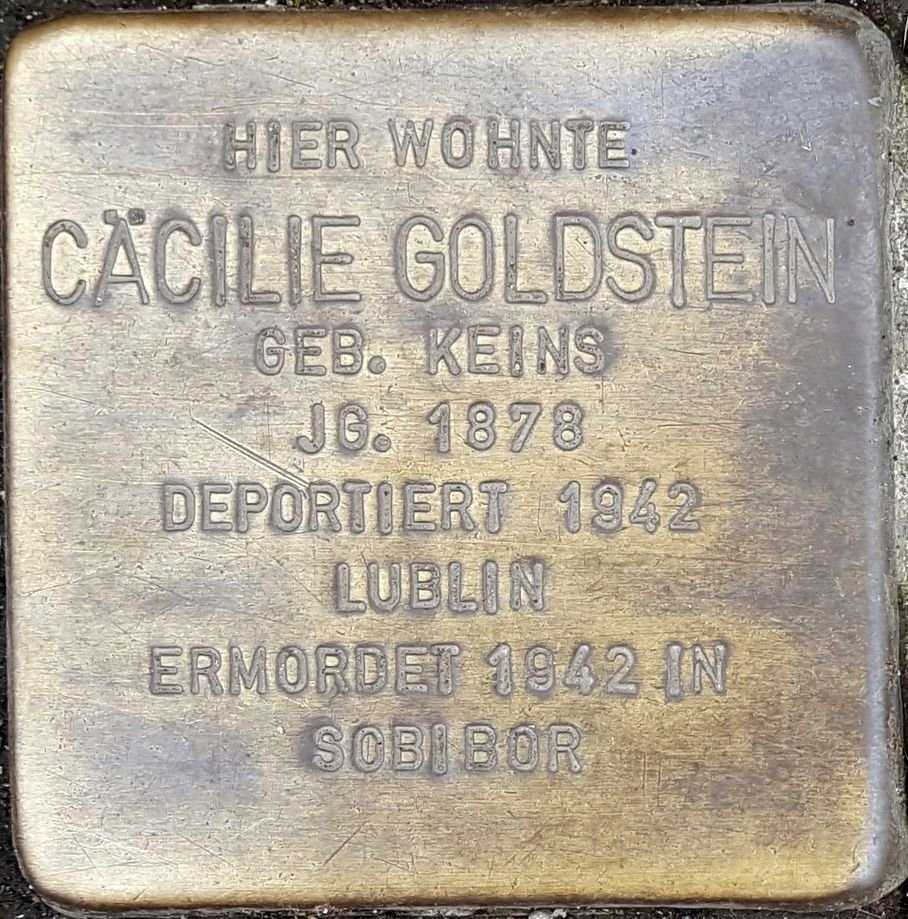 HIER WOHNTE
CÄCILIE GOLDSTEIN
GEB. KEINS
JG. 1878
DEPORTIERT 1942
LUBLIN
ERMORDET 1942 IN
SOBIBOR